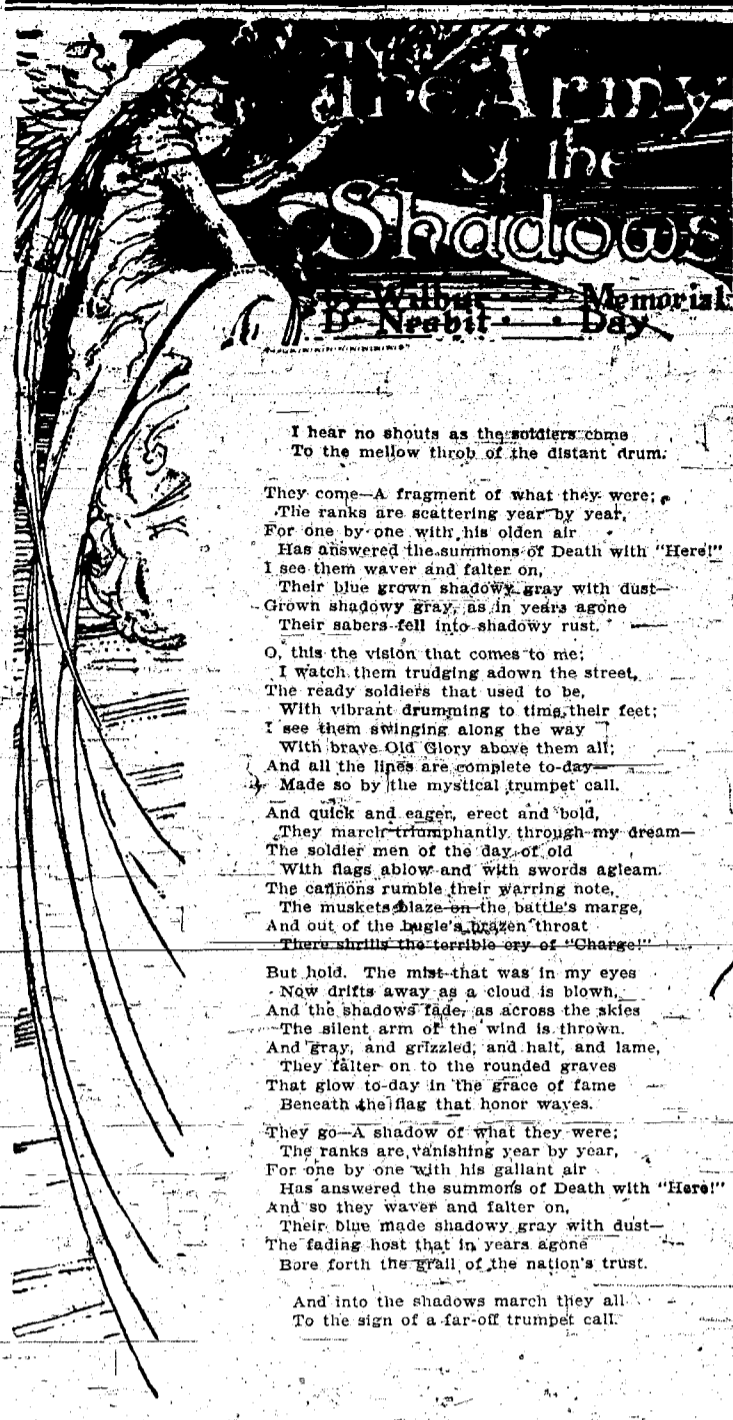 The Army
of the
Shadows
by Wilbur Memorial
D. Nesbit Day
I hear no shouts as the soldiers come
To the mellow throb of the distant drum.
They come—A fragment of what they were;
The ranks are scattering year by year,
For one by one with his olden air
Has answered the summons of Death with "Here!"
I see them waver and falter on,
Their blue grown shadowy gray with dust—
Grown shadowy gray, as in years agone
Their sabers fell into shadowy rust.
O, this the vision that comes to me;
I watch them trudging adown the street,
The ready soldiers that used to be,
With vibrant drumming to time their feet;
I see them swinging along the way
With brave Old Glory above them all;
And all the lines are complete to-day—
Made so by the mystical trumpet call.
And quick and eager, erect and bold,
They march triumphantly through my dream—
The soldier men of the day of old
With flags ablow and with swords agleam.
The cannons rumble their warring note,
The muskets blaze on the battle's marge,
And out of the bugle's brazen throat
There shrills the terrible cry of "Charge!"
But hold. The mist that was in my eyes
Now drifts away as a cloud is blown,
And the shadows fade, as across the skies
The silent arm of the wind is thrown.
And gray, and grizzled, and halt, and lame,
They falter on to the rounded graves
That glow to-day in the grace of fame
Beneath the flag that honor waves.
They go—A shadow of what they were;
The ranks are vanishing year by year,
For one by one with his gallant air
Has answered the summons of Death with "Here!"
And so they waver and falter on,
Their blue made shadowy gray with dust—
The fading host that in years agone
Bore forth the grail of the nation's trust.
And into the shadows march they all
To the sign of a far-off trumpet call.